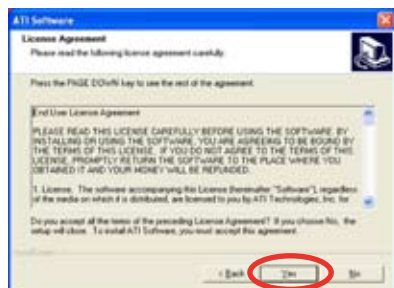 ATI Software
License Agreement
Please read the following license agreement carefully.
Press the PAGE DOWN key to see the rest of the agreement.
End User License Agreement
PLEASE READ THIS LICENSE CAREFULLY BEFORE USING THE SOFTWARE. BY
INSTALLING OR USING THE SOFTWARE, YOU ARE AGREEING TO BE BOUND BY
THE TERMS OF THIS LICENSE. IF YOU DO NOT AGREE TO THE TERMS OF THIS
LICENSE, PROMPTLY RETURN THE SOFTWARE TO THE PLACE WHERE YOU
OBTAINED IT AND YOUR MONEY WILL BE REFUNDED.
1. License. The software accompanying this License (hereinafter "Software"), regardless
of the media on which it is distributed, are licensed to you by ATI Technologies, Inc. for
Do you accept all the terms of the preceding License Agreement? If you choose No, the
setup will close. To install ATI Software, you must accept this agreement.
< Back Yes No